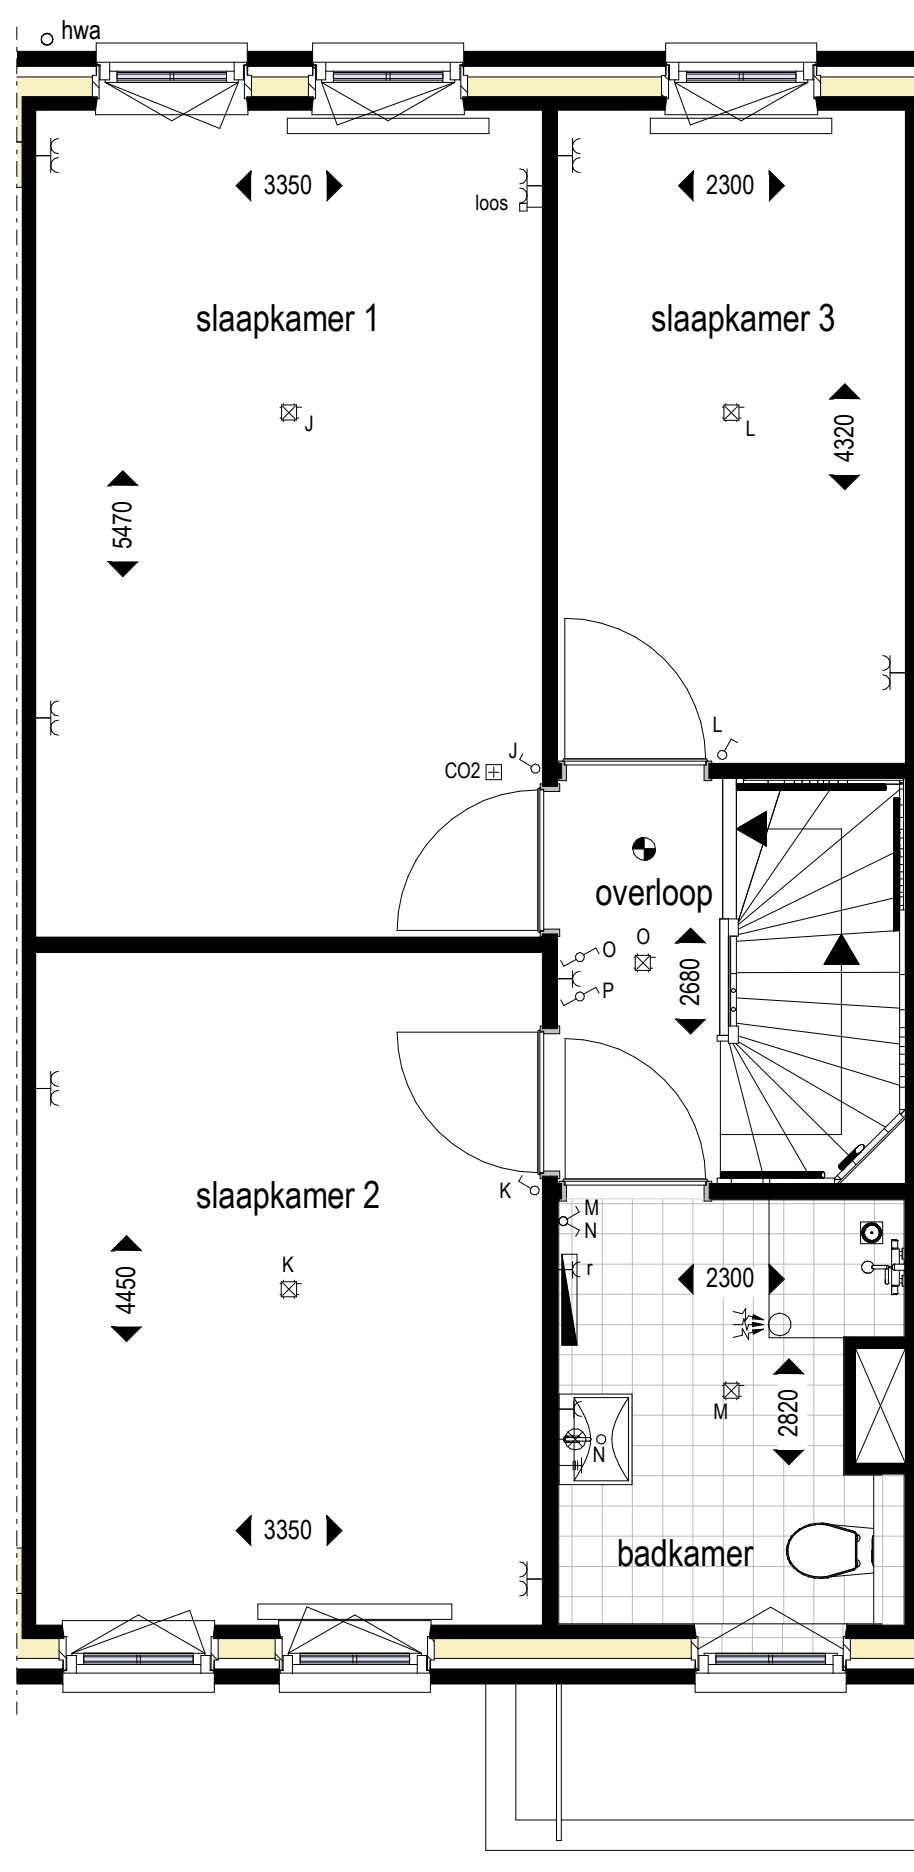 hwa
3350
2300
loos
slaapkamer 1
slaapkamer 3
J
L
4320
5470
L
J
CO2
overloop
O
O
2680
P
K
slaapkamer 2
M
N
K
r
2300
4450
M
2820
N
3350
badkamer